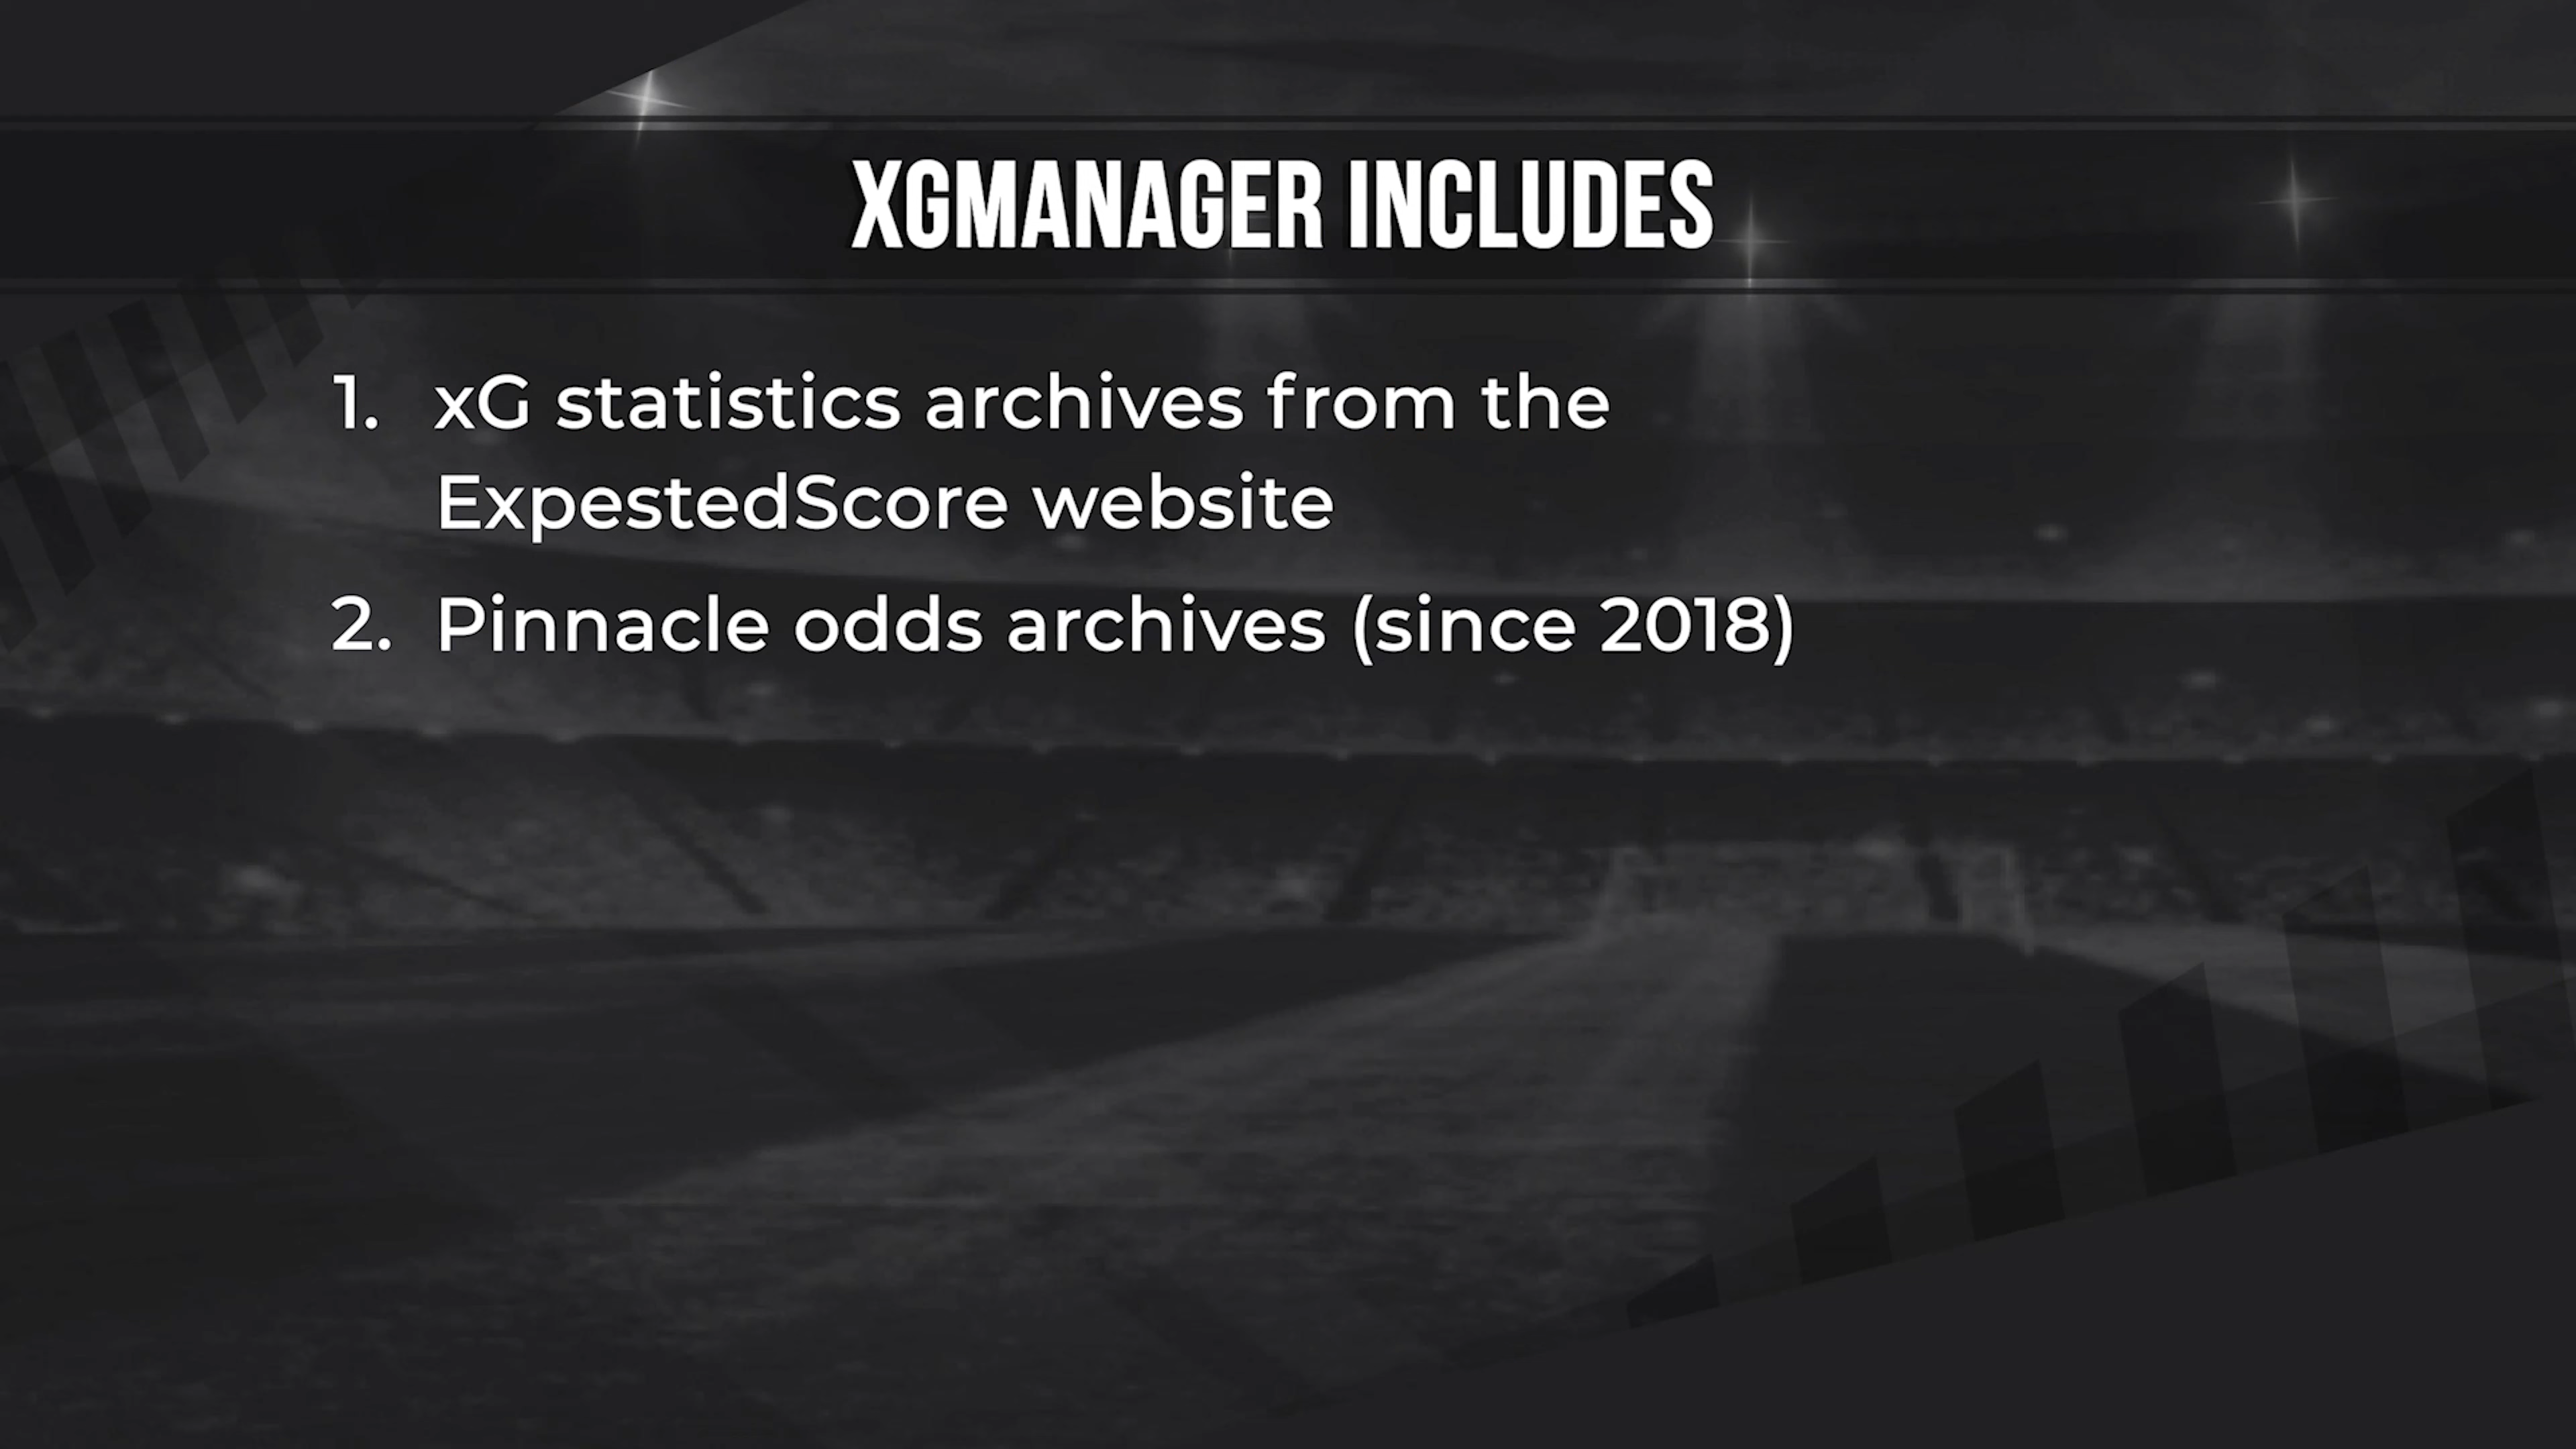 XGMANAGER INCLUDES
1. xG statistics archives from the
ExpestedScore website
2. Pinnacle odds archives (since 2018)